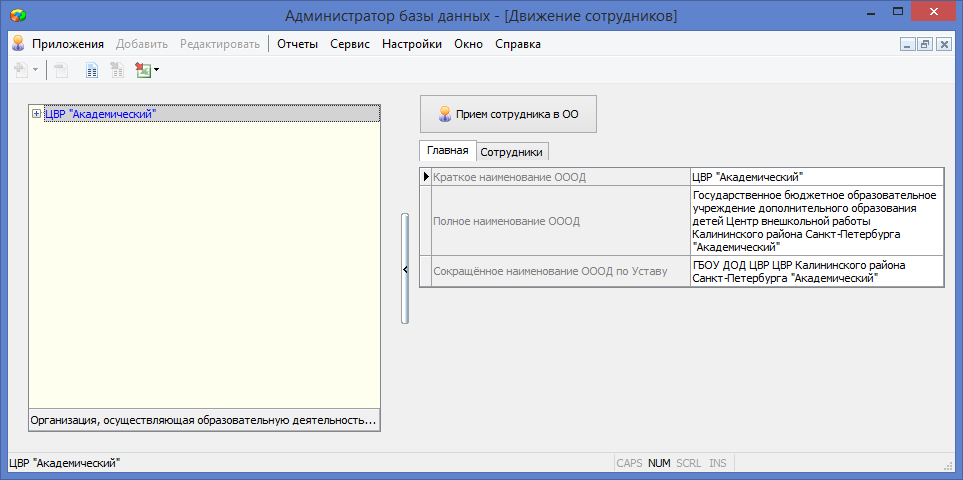 Администратор базы данных - [Движение сотрудников]
Приложения Добавить Редактировать Отчеты Сервис Настройки Окно Справка
ЦВР "Академический"
Организация, осуществляющая образовательную деятельность...
Прием сотрудника в ОО
Главная Сотрудники
Краткое наименование ОООД ЦВР "Академический"
Полное наименование ОООД
Государственное бюджетное образовательное
учреждение дополнительного образования
детей Центр внешкольной работы
Калининского района Санкт-Петербурга
"Академический"
Сокращённое наименование ОООД по Уставу
ГБОУ ДОД ЦВР ЦВР Калининского района
Санкт-Петербурга "Академический"
ЦВР "Академический" CAPS NUM SCRL INS